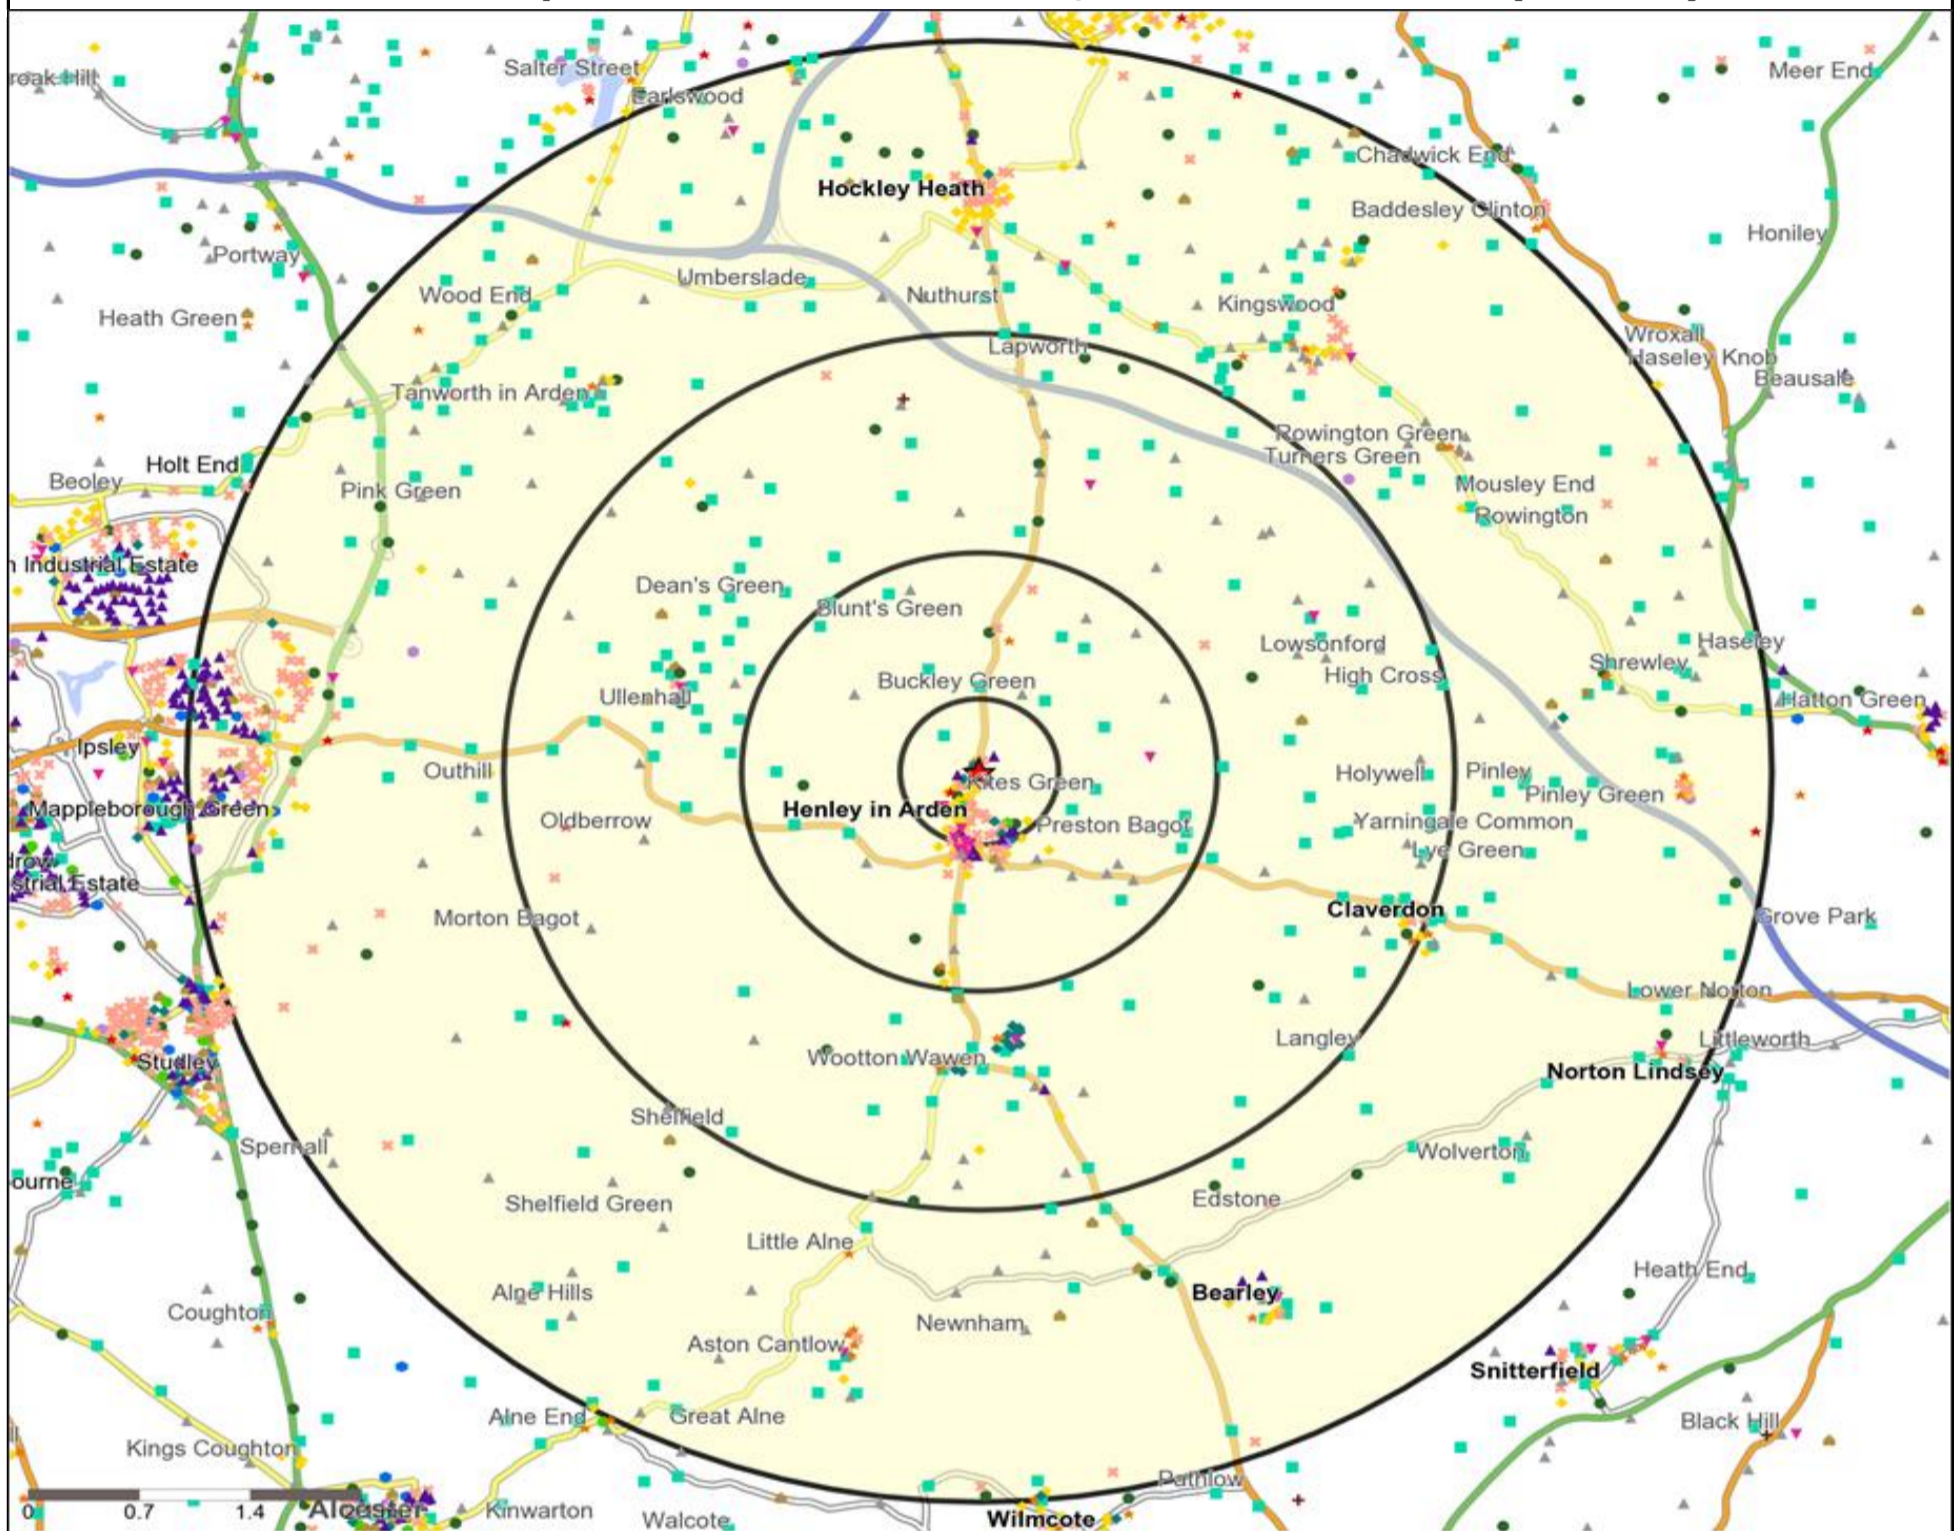 Salter Street
Meer End
Earlswood
Chadwick End
Hockley Heath
Baddesley Clinton
Honiley
Portway
Umberslade
Wood End
Nuthurst
Kingswood
Heath Green
Wroxall
Lapworth
Haseley Knob
Beausale
Tanworth in Arden
Rowington Green
Turners Green
Holt End
Beoley
Pink Green
Mousley End
Rowington
Industrial Estate
Dean's Green
Blunt's Green
Lowsonford
Haseley
Shrewley
High Cross
Buckley Green
Ullenhall
Hatton Green
Ipsley
Outhill
Kites Green
Holywell
Pinley
Pinley Green
Mappleborough Green
Henley in Arden
Oldberrow
Preston Bagot
Yarningale Common
Lye Green
drow
strial Estate
Claverdon
Morton Bagot
Grove Park
Lower Norton
Langley
Littleworth
Wootton Wawen
Studley
Norton Lindsey
Shelfield
Spernall
Wolverton
ourne
Shelfield Green
Edstone
Little Alne
Heath End
Alne Hills
Bearley
Coughton
Newnham
Aston Cantlow
Snitterfield
Alne End
Great Alne
Black Hill
Kings Coughton
Pathlow
0 0.7 1.4
Alcester
Kinwarton
Walcote
Wilmcote